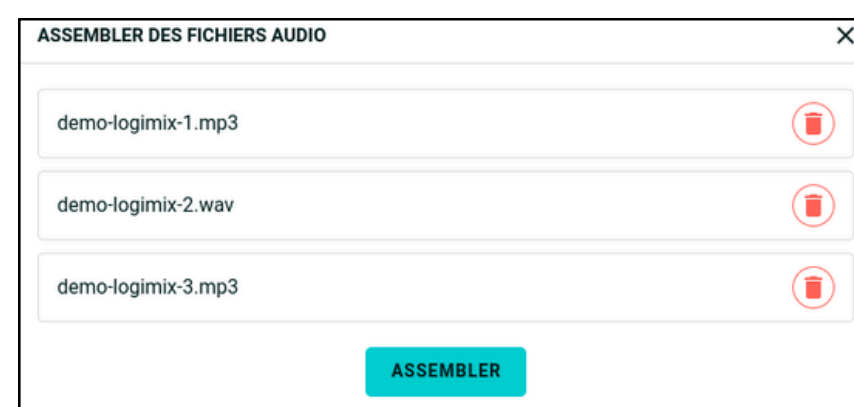 ASSEMBLER DES FICHIERS AUDIO
demo-logimix-1.mp3
demo-logimix-2.wav
demo-logimix-3.mp3
ASSEMBLER